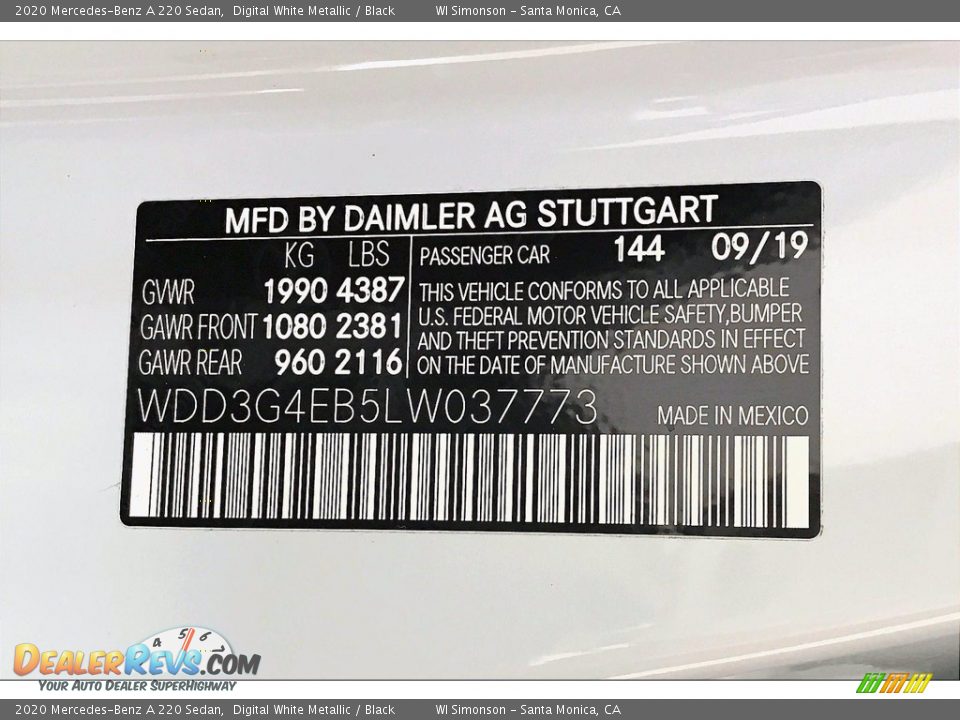 2020 Mercedes-Benz A 220 Sedan, Digital White Metallic / Black WI Simonson - Santa Monica, CA
MFD BY DAIMLER AG STUTTGART
KG LBS PASSENGER CAR 144 09/19
GVWR 1990 4387
GAWR FRONT 1080 2381
GAWR REAR 960 2116
THIS VEHICLE CONFORMS TO ALL APPLICABLE
U.S. FEDERAL MOTOR VEHICLE SAFETY,BUMPER
AND THEFT PREVENTION STANDARDS IN EFFECT
ON THE DATE OF MANUFACTURE SHOWN ABOVE
WDD3G4EB5LW037773 MADE IN MEXICO
4 5 6 7
DEALERREVS.COM
YOUR AUTO DEALER SUPERHIGHWAY
2020 Mercedes-Benz A 220 Sedan, Digital White Metallic / Black WI Simonson - Santa Monica, CA